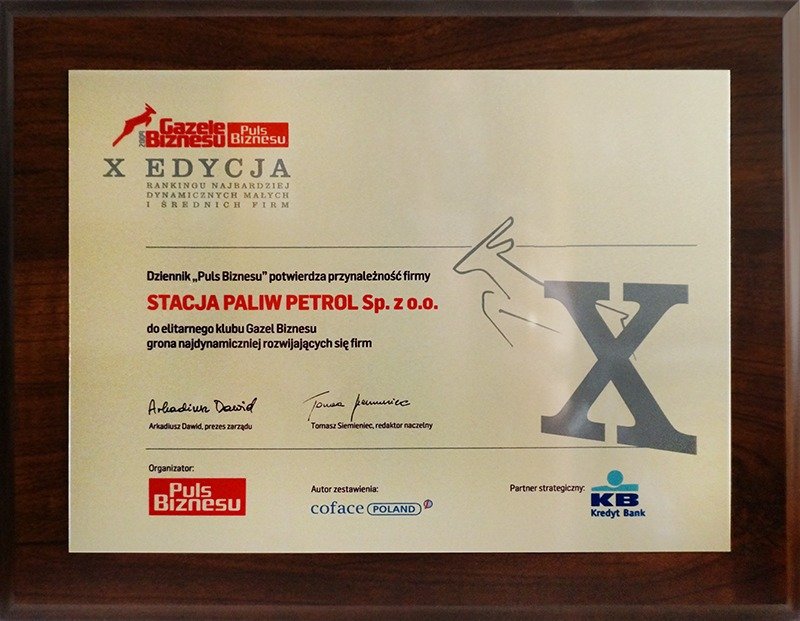 Gazele
Biznesu
Puls
Biznesu
X EDYCJA
RANKINGU NAJBARDZIEJ
DYNAMICZNYCH MAŁYCH
I ŚREDNICH FIRM
Dziennik „Puls Biznesu” potwierdza przynależność firmy
STACJA PALIW PETROL Sp. z o.o.
do elitarnego klubu Gazel Biznesu
grona najdynamiczniej rozwijających się firm
X
Arkadiusz Dawid
Arkadiusz Dawid, prezes zarządu
Tomasz Siemieniec, redaktor naczelny
Organizator:
Puls
Biznesu
Autor zestawienia:
coface POLAND
Partner strategiczny:
KB
Kredyt Bank